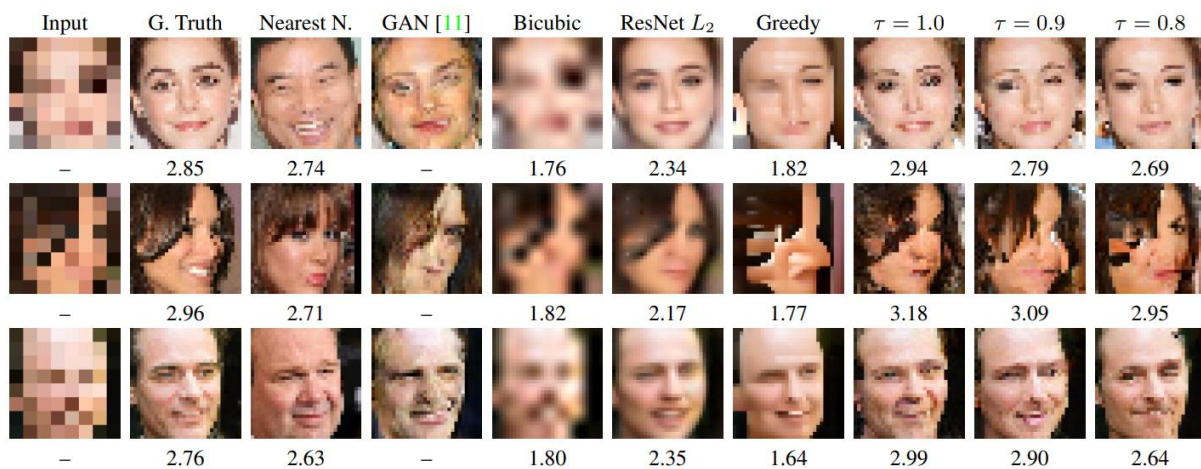 Input G. Truth Nearest N. GAN [11] Bicubic ResNet L₂ Greedy τ = 1.0 τ = 0.9 τ = 0.8
– 2.85 2.74 – 1.76 2.34 1.82 2.94 2.79 2.69
– 2.96 2.71 – 1.82 2.17 1.77 3.18 3.09 2.95
– 2.76 2.63 – 1.80 2.35 1.64 2.99 2.90 2.64